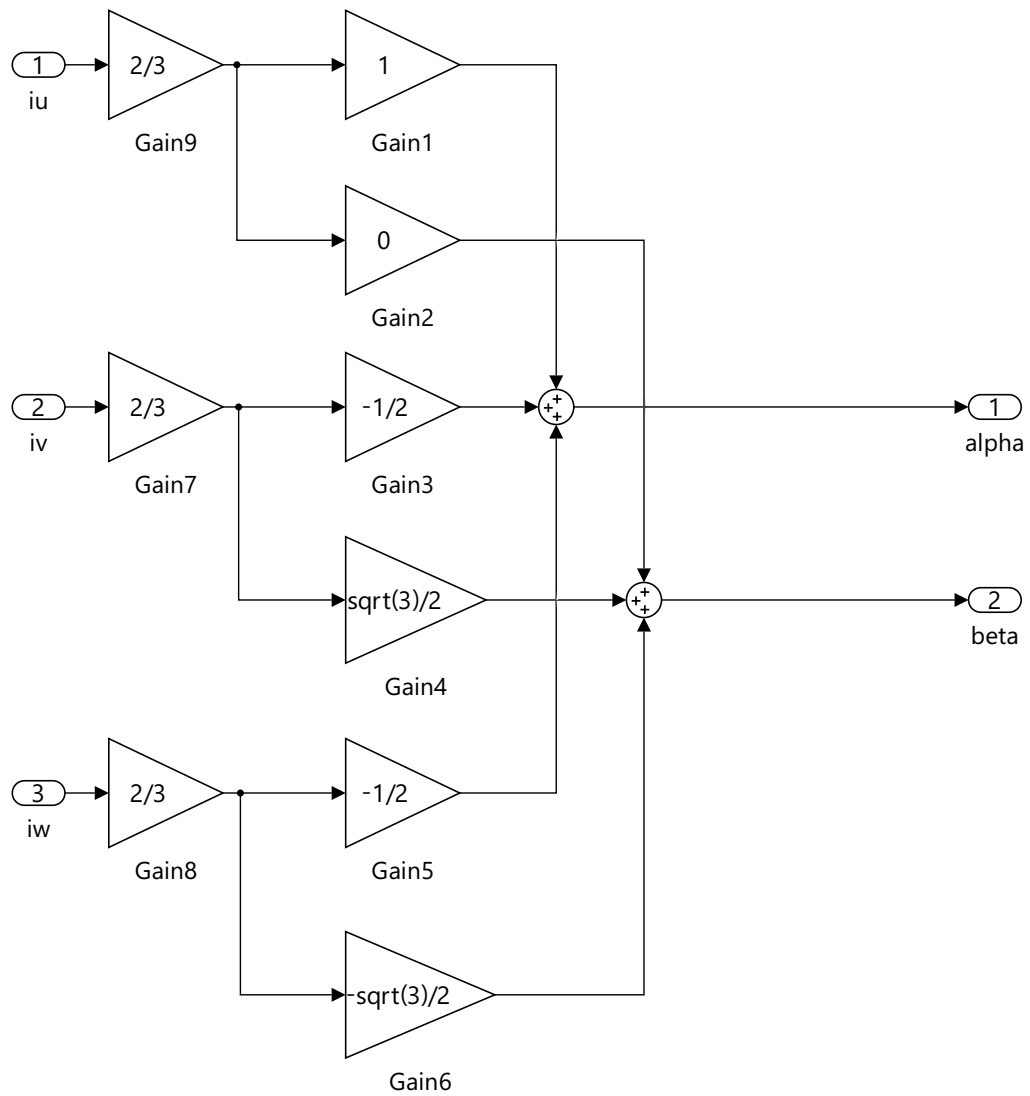 1
iu
2/3
Gain9
1
Gain1
0
Gain2
2
iv
2/3
Gain7
-1/2
Gain3
+
+
+
1
alpha
sqrt(3)/2
Gain4
+
+
+
2
beta
3
iw
2/3
Gain8
-1/2
Gain5
-sqrt(3)/2
Gain6